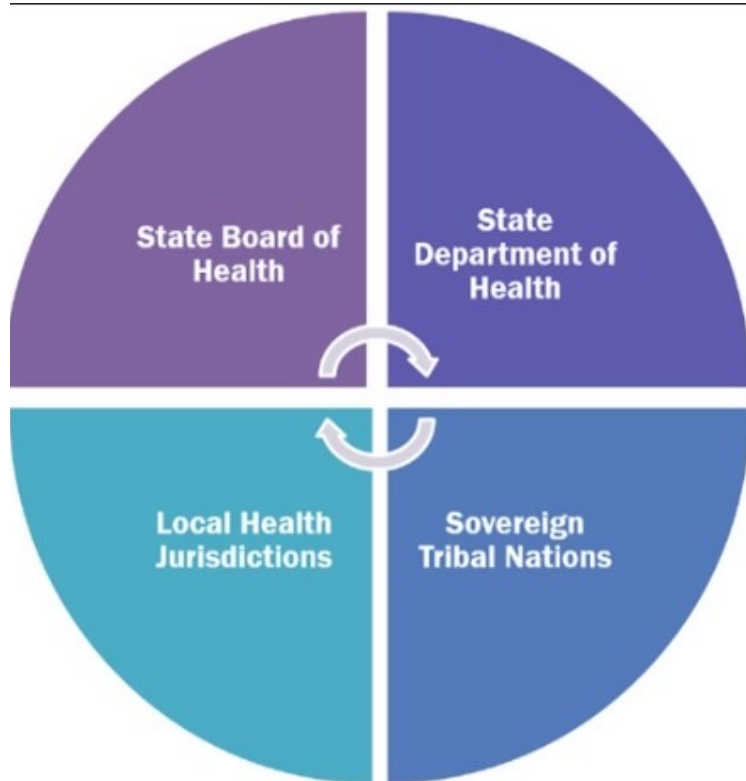 State Board of
Health
State
Department of
Health
Local Health
Jurisdictions
Sovereign
Tribal Nations